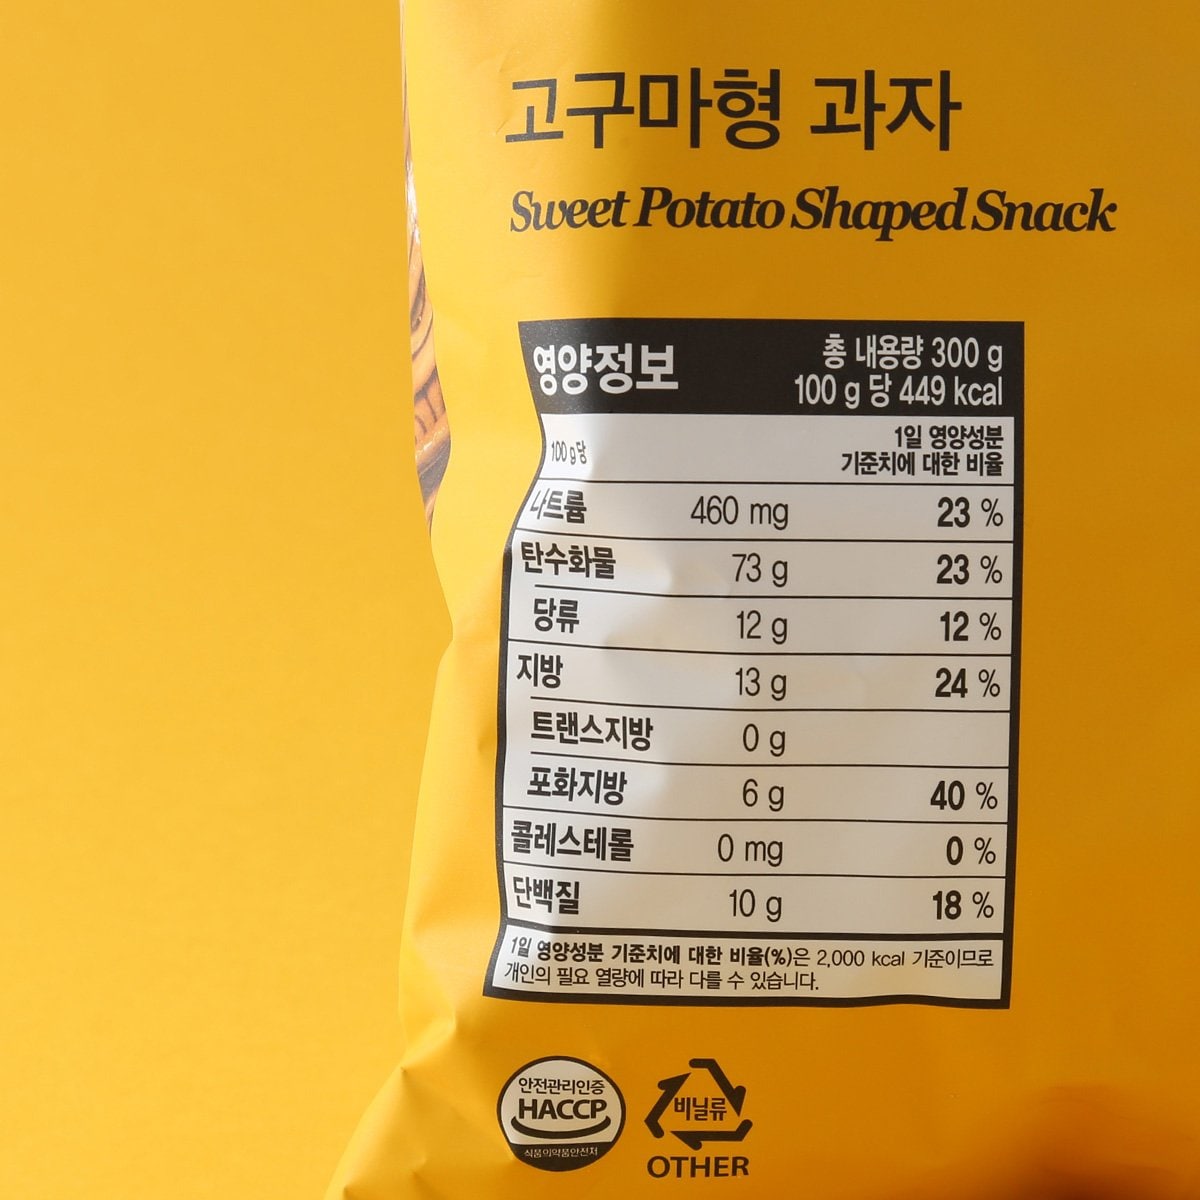 고구마형 과자
Sweet Potato Shaped Snack
영양정보
총 내용량 300 g
100 g 당 449 kcal
100 g당
1일 영양성분
기준치에 대한 비율
나트륨 460 mg 23 %
탄수화물 73 g 23 %
당류 12 g 12 %
지방 13 g 24 %
트랜스지방 0 g
포화지방 6 g 40 %
콜레스테롤 0 mg 0 %
단백질 10 g 18 %
1일 영양성분 기준치에 대한 비율(%)은 2,000 kcal 기준이므로
개인의 필요 열량에 따라 다를 수 있습니다.
안전관리인증
HACCP
식품의약품안전처
비닐류
OTHER